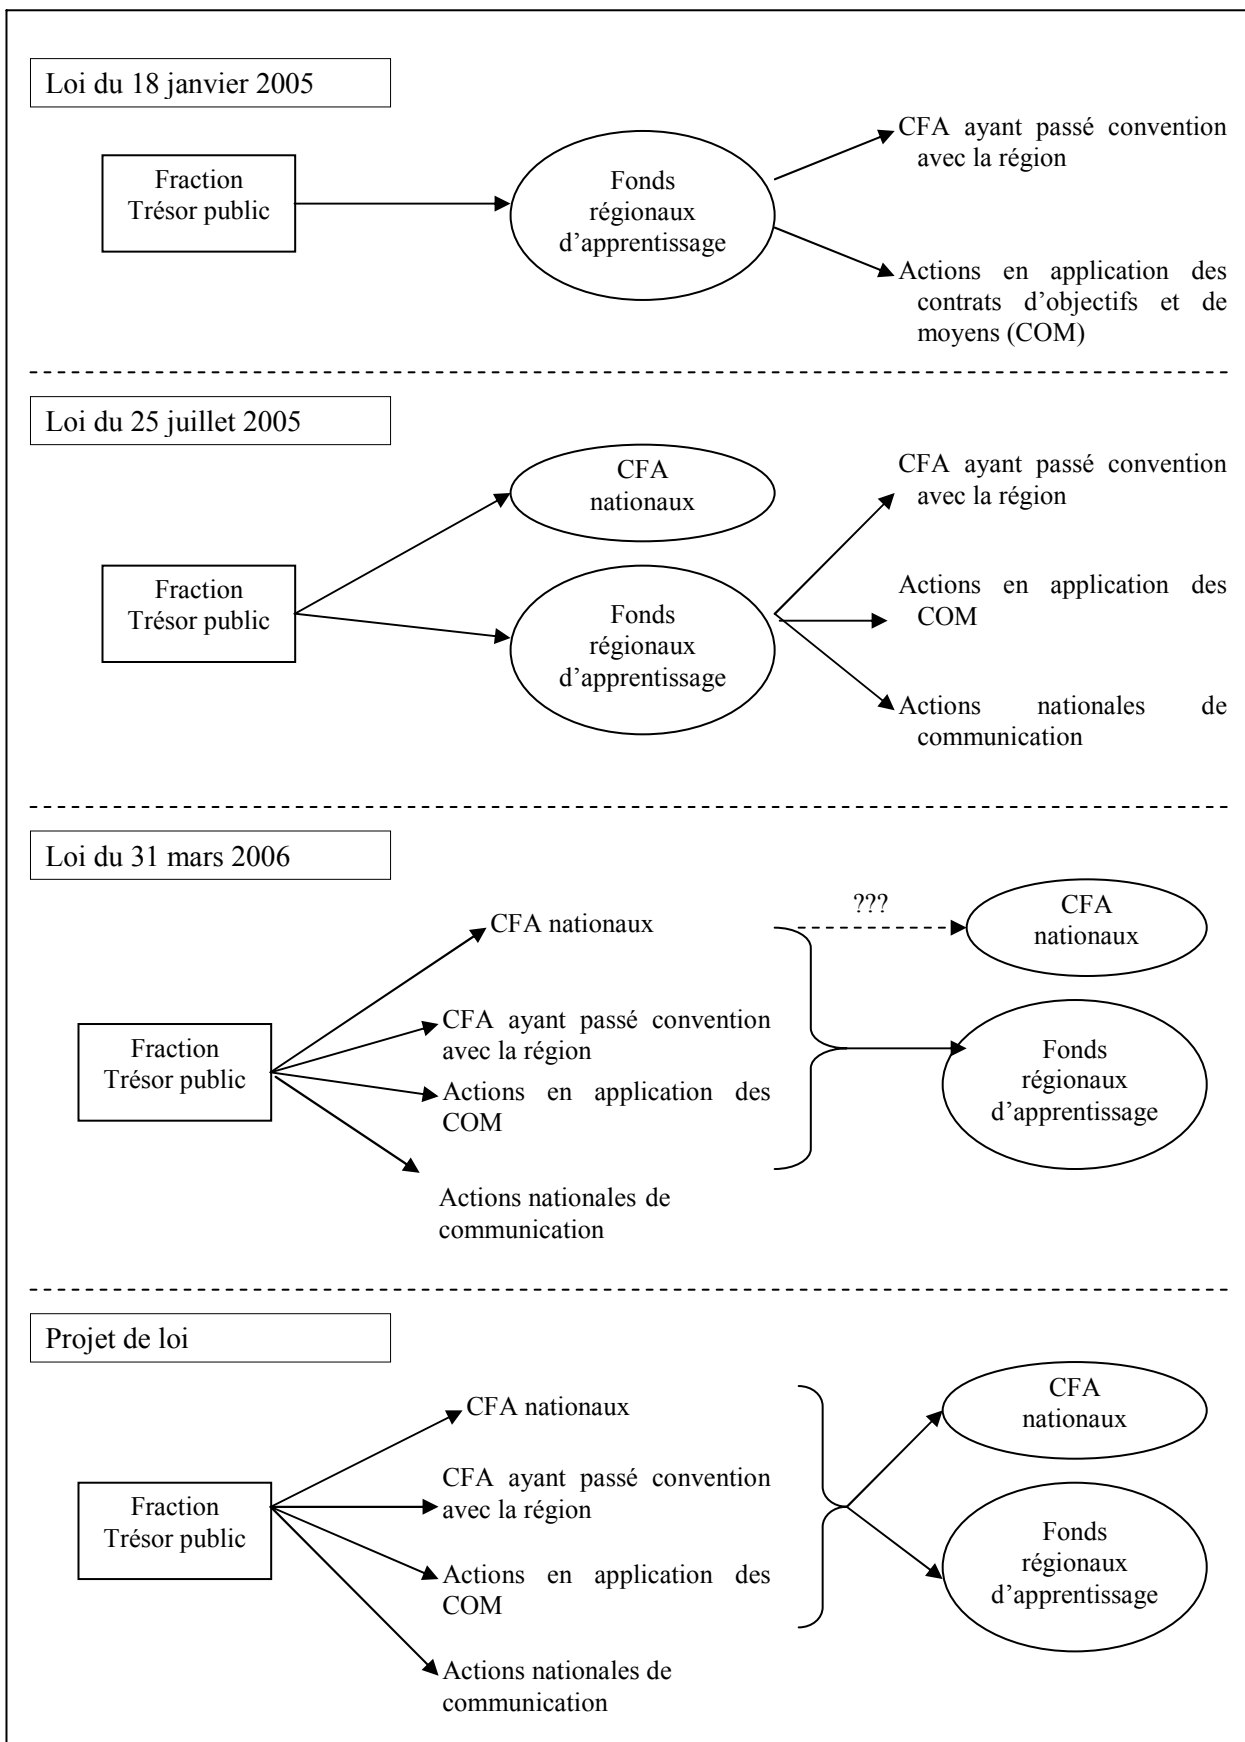 Loi du 18 janvier 2005
Fraction
Trésor public
Fonds
régionaux
d’apprentissage
CFA ayant passé convention
avec la région
Actions en application des
contrats d’objectifs et de
moyens (COM)
Loi du 25 juillet 2005
Fraction
Trésor public
CFA
nationaux
Fonds
régionaux
d’apprentissage
CFA ayant passé convention
avec la région
Actions en application des
COM
Actions nationales de
communication
Loi du 31 mars 2006
Fraction
Trésor public
CFA nationaux
CFA ayant passé convention
avec la région
Actions en application des
COM
Actions nationales de
communication
???
CFA
nationaux
Fonds
régionaux
d’apprentissage
Projet de loi
Fraction
Trésor public
CFA nationaux
CFA ayant passé convention
avec la région
Actions en application des
COM
Actions nationales de
communication
CFA
nationaux
Fonds
régionaux
d’apprentissage